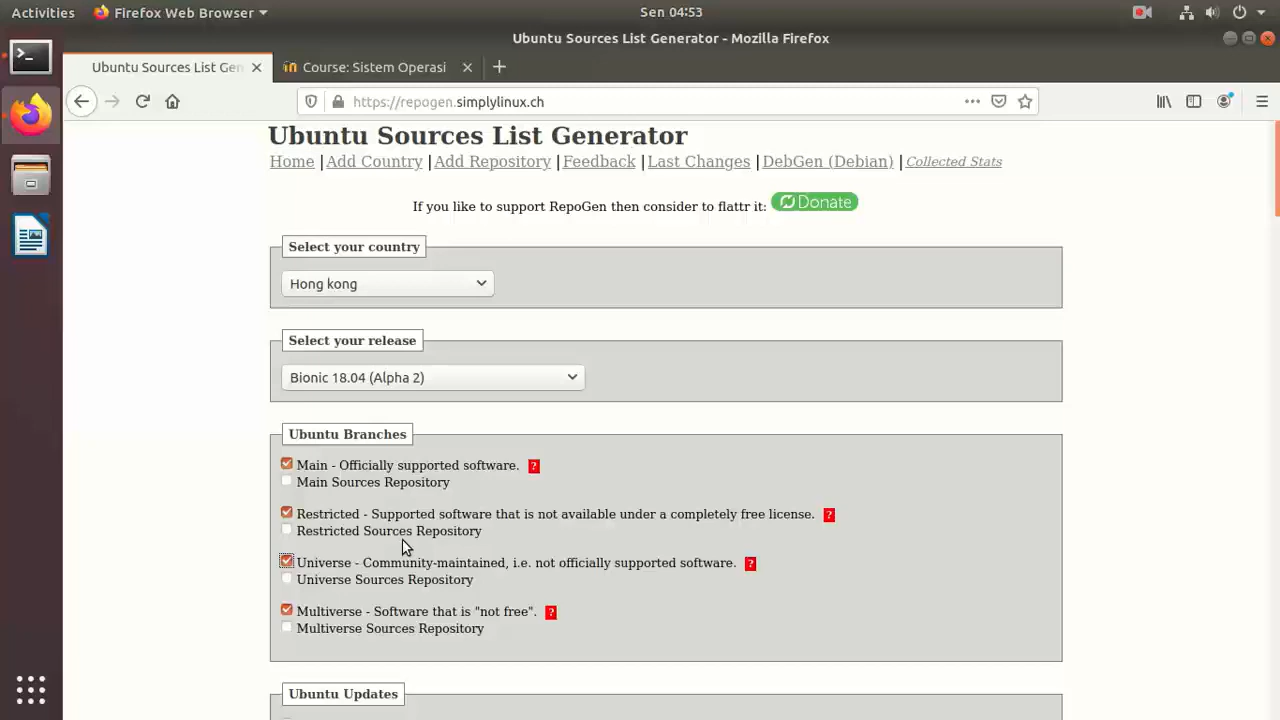 Activities Firefox Web Browser Sen 04:53
Ubuntu Sources List Generator - Mozilla Firefox
Ubuntu Sources List Gen Course: Sistem Operasi
https://repogen.simplylinux.ch
Ubuntu Sources List Generator
Home |Add Country |Add Repository |Feedback |Last Changes |DebGen (Debian) |Collected Stats
If you like to support RepoGen then consider to flattr it: Donate
Select your country
Hong kong
Select your release
Bionic 18.04 (Alpha 2)
Ubuntu Branches
Main - Officially supported software. ?
Main Sources Repository
Restricted - Supported software that is not available under a completely free license. ?
Restricted Sources Repository
Universe - Community-maintained, i.e. not officially supported software. ?
Universe Sources Repository
Multiverse - Software that is "not free". ?
Multiverse Sources Repository
Ubuntu Updates